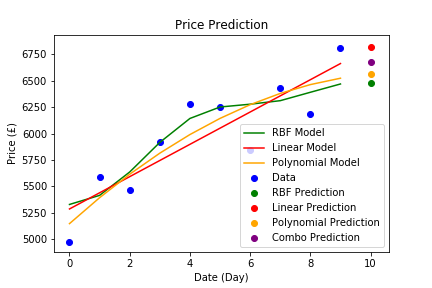 Price Prediction
Price (£)
6750
6500
6250
6000
5750
5500
5250
5000
RBF Model
Linear Model
Polynomial Model
Data
RBF Prediction
Linear Prediction
Polynomial Prediction
Combo Prediction
0 2 4 6 8 10
Date (Day)